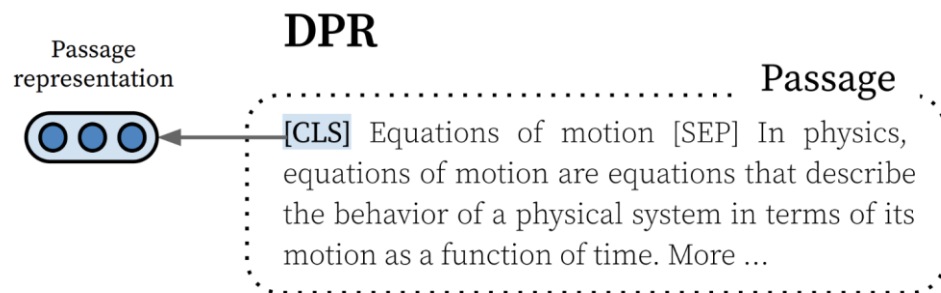 DPR
Passage
representation
Passage
[CLS] Equations of motion [SEP] In physics,
equations of motion are equations that describe
the behavior of a physical system in terms of its
motion as a function of time. More ...